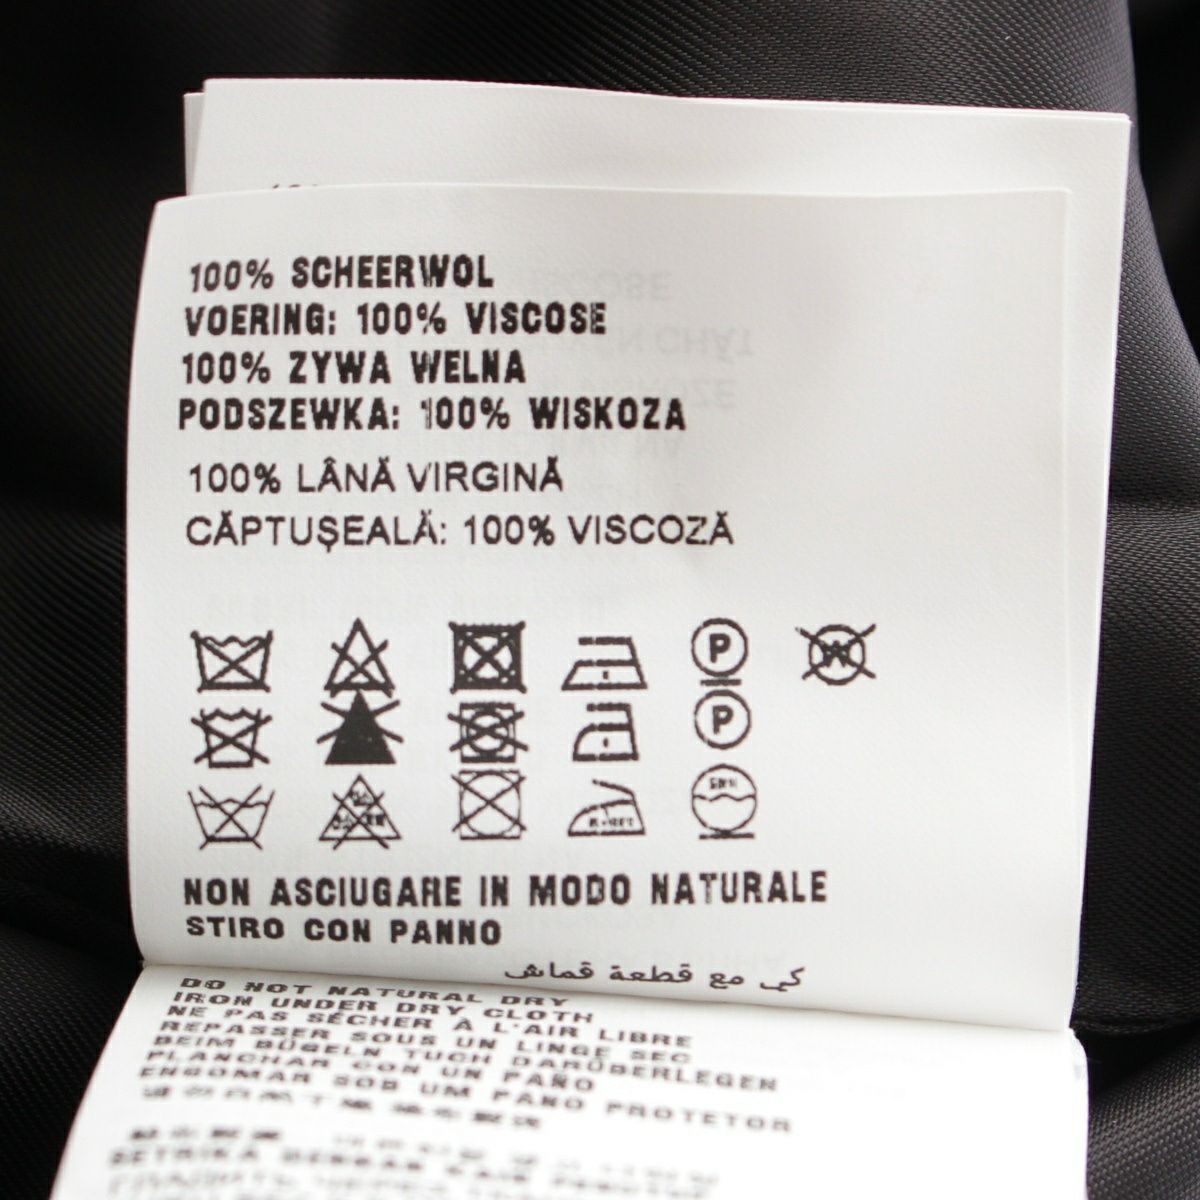 100% SCHEERWOL
VOERING: 100% VISCOSE
100% ZYWA WELNA
PODSZEWKA: 100% WISKOZA
100% LÂNĂ VIRGINĂ
CĂPTUȘEALĂ: 100% VISCOZĂ
P W
P
NON ASCIUGARE IN MODO NATURALE
STIRO CON PANNO
كي مع قطعة قماش
DO NOT NATURAL DRY
IRON UNDER DRY CLOTH
NE PAS SÉCHER À L'AIR LIBRE
REPASSER SOUS UN LINGE SEC
BEIM BÜGELN TUCH DARÜBERLEGEN
PLANCHAR CON UN PAÑO
ENGOMAR SOB UM PANO PROTETOR